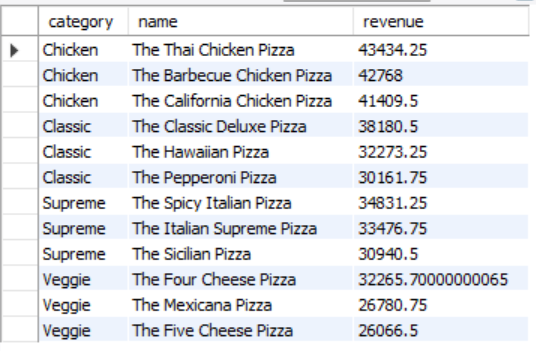 category name revenue
Chicken The Thai Chicken Pizza 43434.25
Chicken The Barbecue Chicken Pizza 42768
Chicken The California Chicken Pizza 41409.5
Classic The Classic Deluxe Pizza 38180.5
Classic The Hawaiian Pizza 32273.25
Classic The Pepperoni Pizza 30161.75
Supreme The Spicy Italian Pizza 34831.25
Supreme The Italian Supreme Pizza 33476.75
Supreme The Sicilian Pizza 30940.5
Veggie The Four Cheese Pizza 32265.70000000065
Veggie The Mexicana Pizza 26780.75
Veggie The Five Cheese Pizza 26066.5